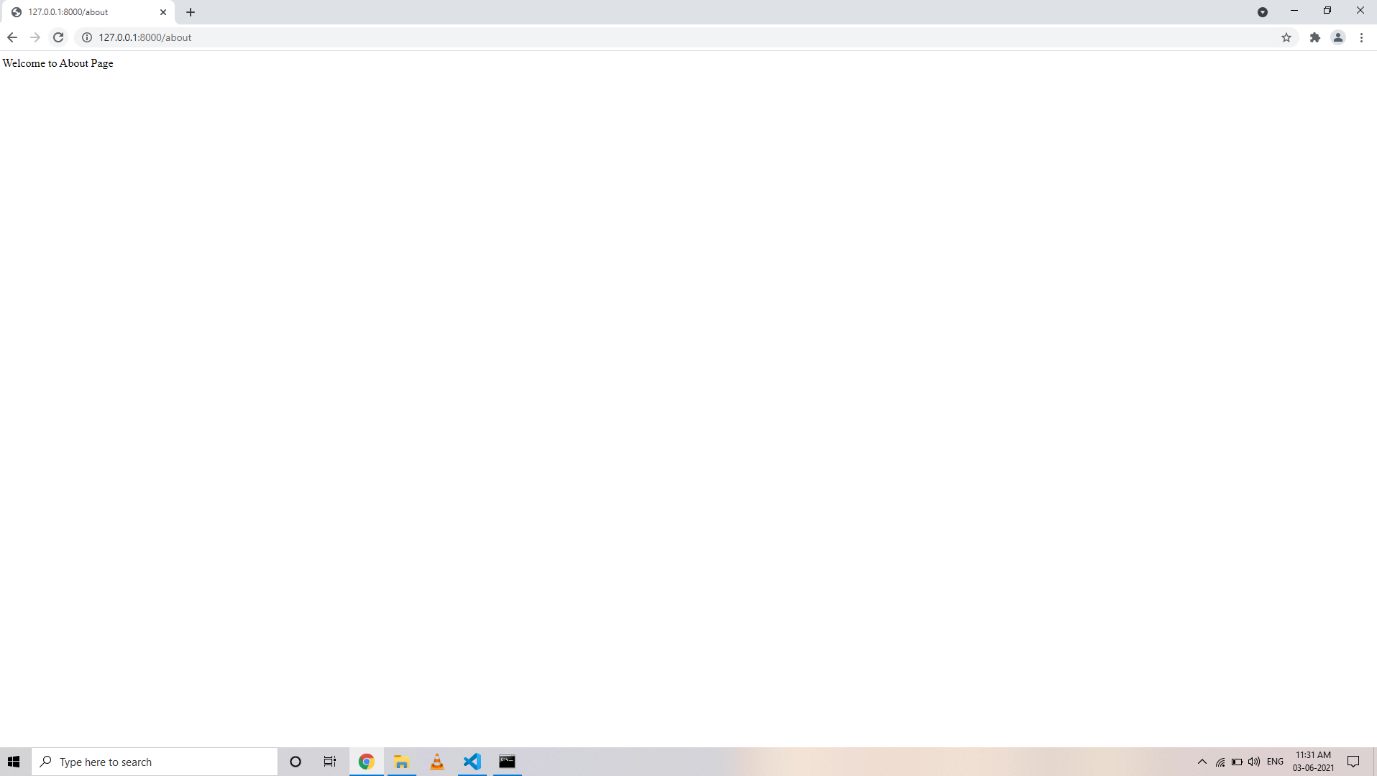 127.0.0.1:8000/about
127.0.0.1:8000/about
Welcome to About Page
Type here to search
ENG
11:31 AM
03-06-2021